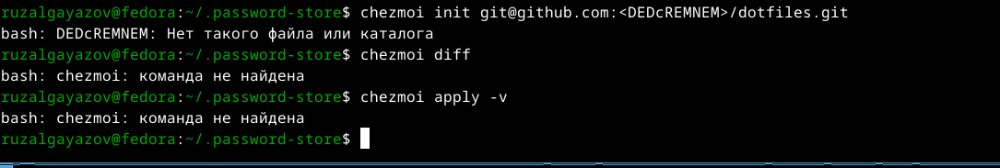 ruzalgayazov@fedora:~/.password-store$ chezmoi init git@github.com:<DEDcREMNEM>/dotfiles.git
bash: DEDcREMNEM: Нет такого файла или каталога
ruzalgayazov@fedora:~/.password-store$ chezmoi diff
bash: chezmoi: команда не найдена
ruzalgayazov@fedora:~/.password-store$ chezmoi apply -v
bash: chezmoi: команда не найдена
ruzalgayazov@fedora:~/.password-store$